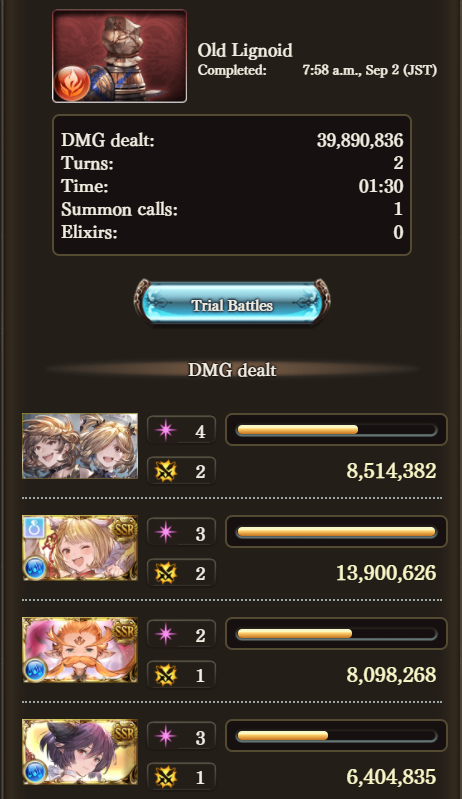 Old Lignoid
Completed: 7:58 a.m., Sep 2 (JST)
DMG dealt: 39,890,836
Turns: 2
Time: 01:30
Summon calls: 1
Elixirs: 0
Trial Battles
DMG dealt
4
2 8,514,382
SSR 3
2 13,900,626
SSR 2
1 8,098,268
SSR 3
1 6,404,835